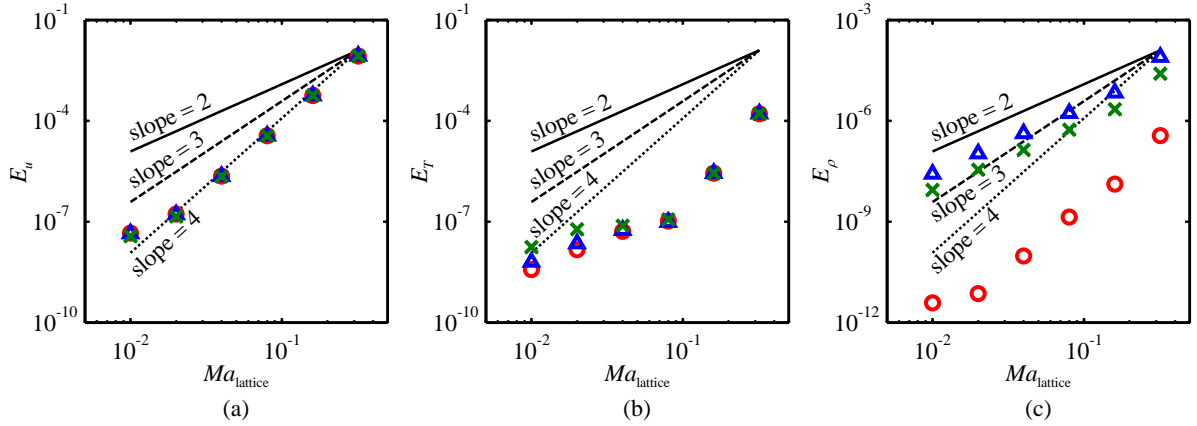 10^-1
10^-4
10^-7
10^-10
E_u
slope = 2
slope = 3
slope = 4
10^-2
10^-1
Ma_lattice
(a)
10^-1
10^-4
10^-7
10^-10
E_T
slope = 2
slope = 3
slope = 4
10^-2
10^-1
Ma_lattice
(b)
10^-3
10^-6
10^-9
10^-12
E_ρ
slope = 2
slope = 3
slope = 4
10^-2
10^-1
Ma_lattice
(c)